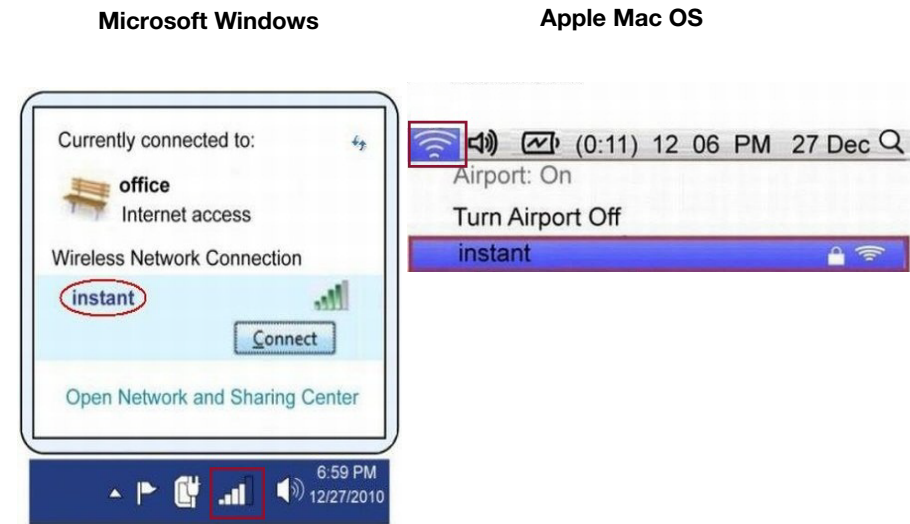 Microsoft Windows
Apple Mac OS
Currently connected to:
office
Internet access
Wireless Network Connection
instant
Connect
Open Network and Sharing Center
6:59 PM
12/27/2010
(0:11) 12 06 PM 27 Dec
Airport: On
Turn Airport Off
instant